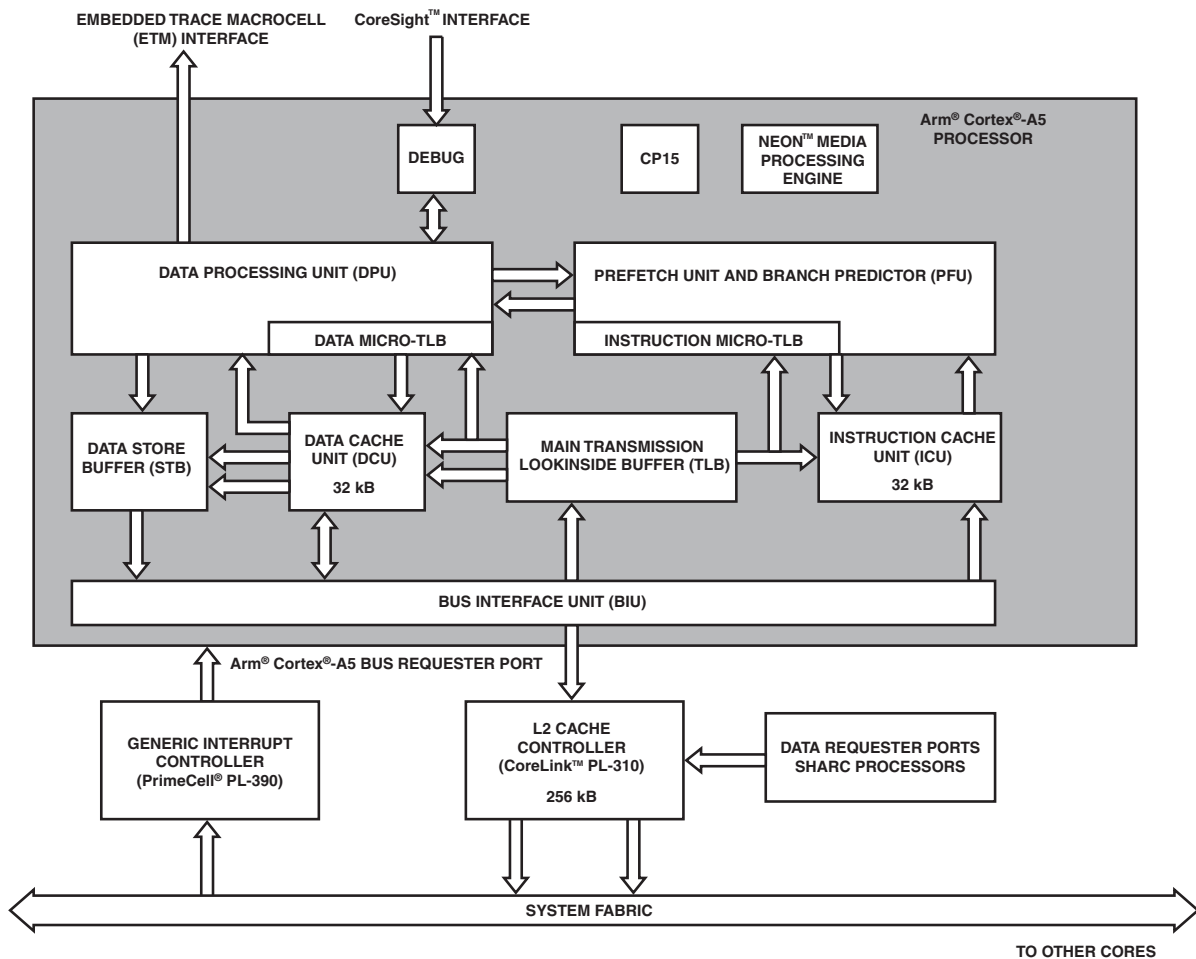 EMBEDDED TRACE MACROCELL
(ETM) INTERFACE
CoreSight™ INTERFACE
Arm® Cortex®-A5
PROCESSOR
DEBUG
CP15
NEON™ MEDIA
PROCESSING
ENGINE
DATA PROCESSING UNIT (DPU)
PREFETCH UNIT AND BRANCH PREDICTOR (PFU)
DATA MICRO-TLB
INSTRUCTION MICRO-TLB
DATA STORE
BUFFER (STB)
DATA CACHE
UNIT (DCU)
32 kB
MAIN TRANSMISSION
LOOKINSIDE BUFFER (TLB)
INSTRUCTION CACHE
UNIT (ICU)
32 kB
BUS INTERFACE UNIT (BIU)
Arm® Cortex®-A5 BUS REQUESTER PORT
GENERIC INTERRUPT
CONTROLLER
(PrimeCell® PL-390)
L2 CACHE
CONTROLLER
(CoreLink™ PL-310)
256 kB
DATA REQUESTER PORTS
SHARC PROCESSORS
SYSTEM FABRIC
TO OTHER CORES